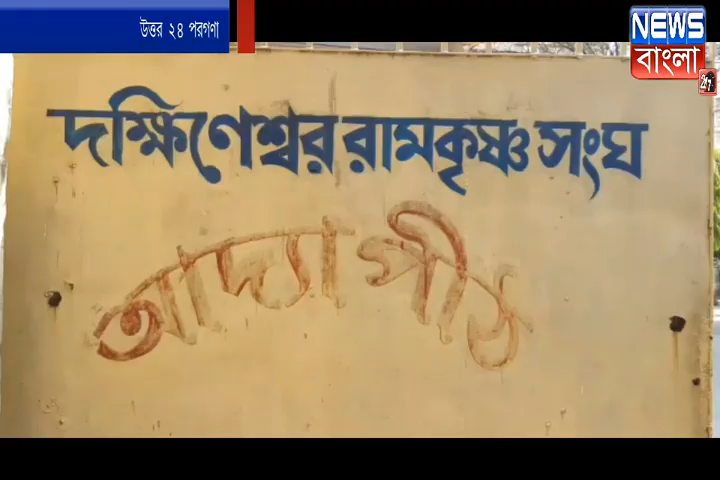 উত্তর ২৪ পরগণা
NEWS
বাংলা
দক্ষিণেশ্বর রামকৃষ্ণ সংঘ
আদ্যাপীঠ